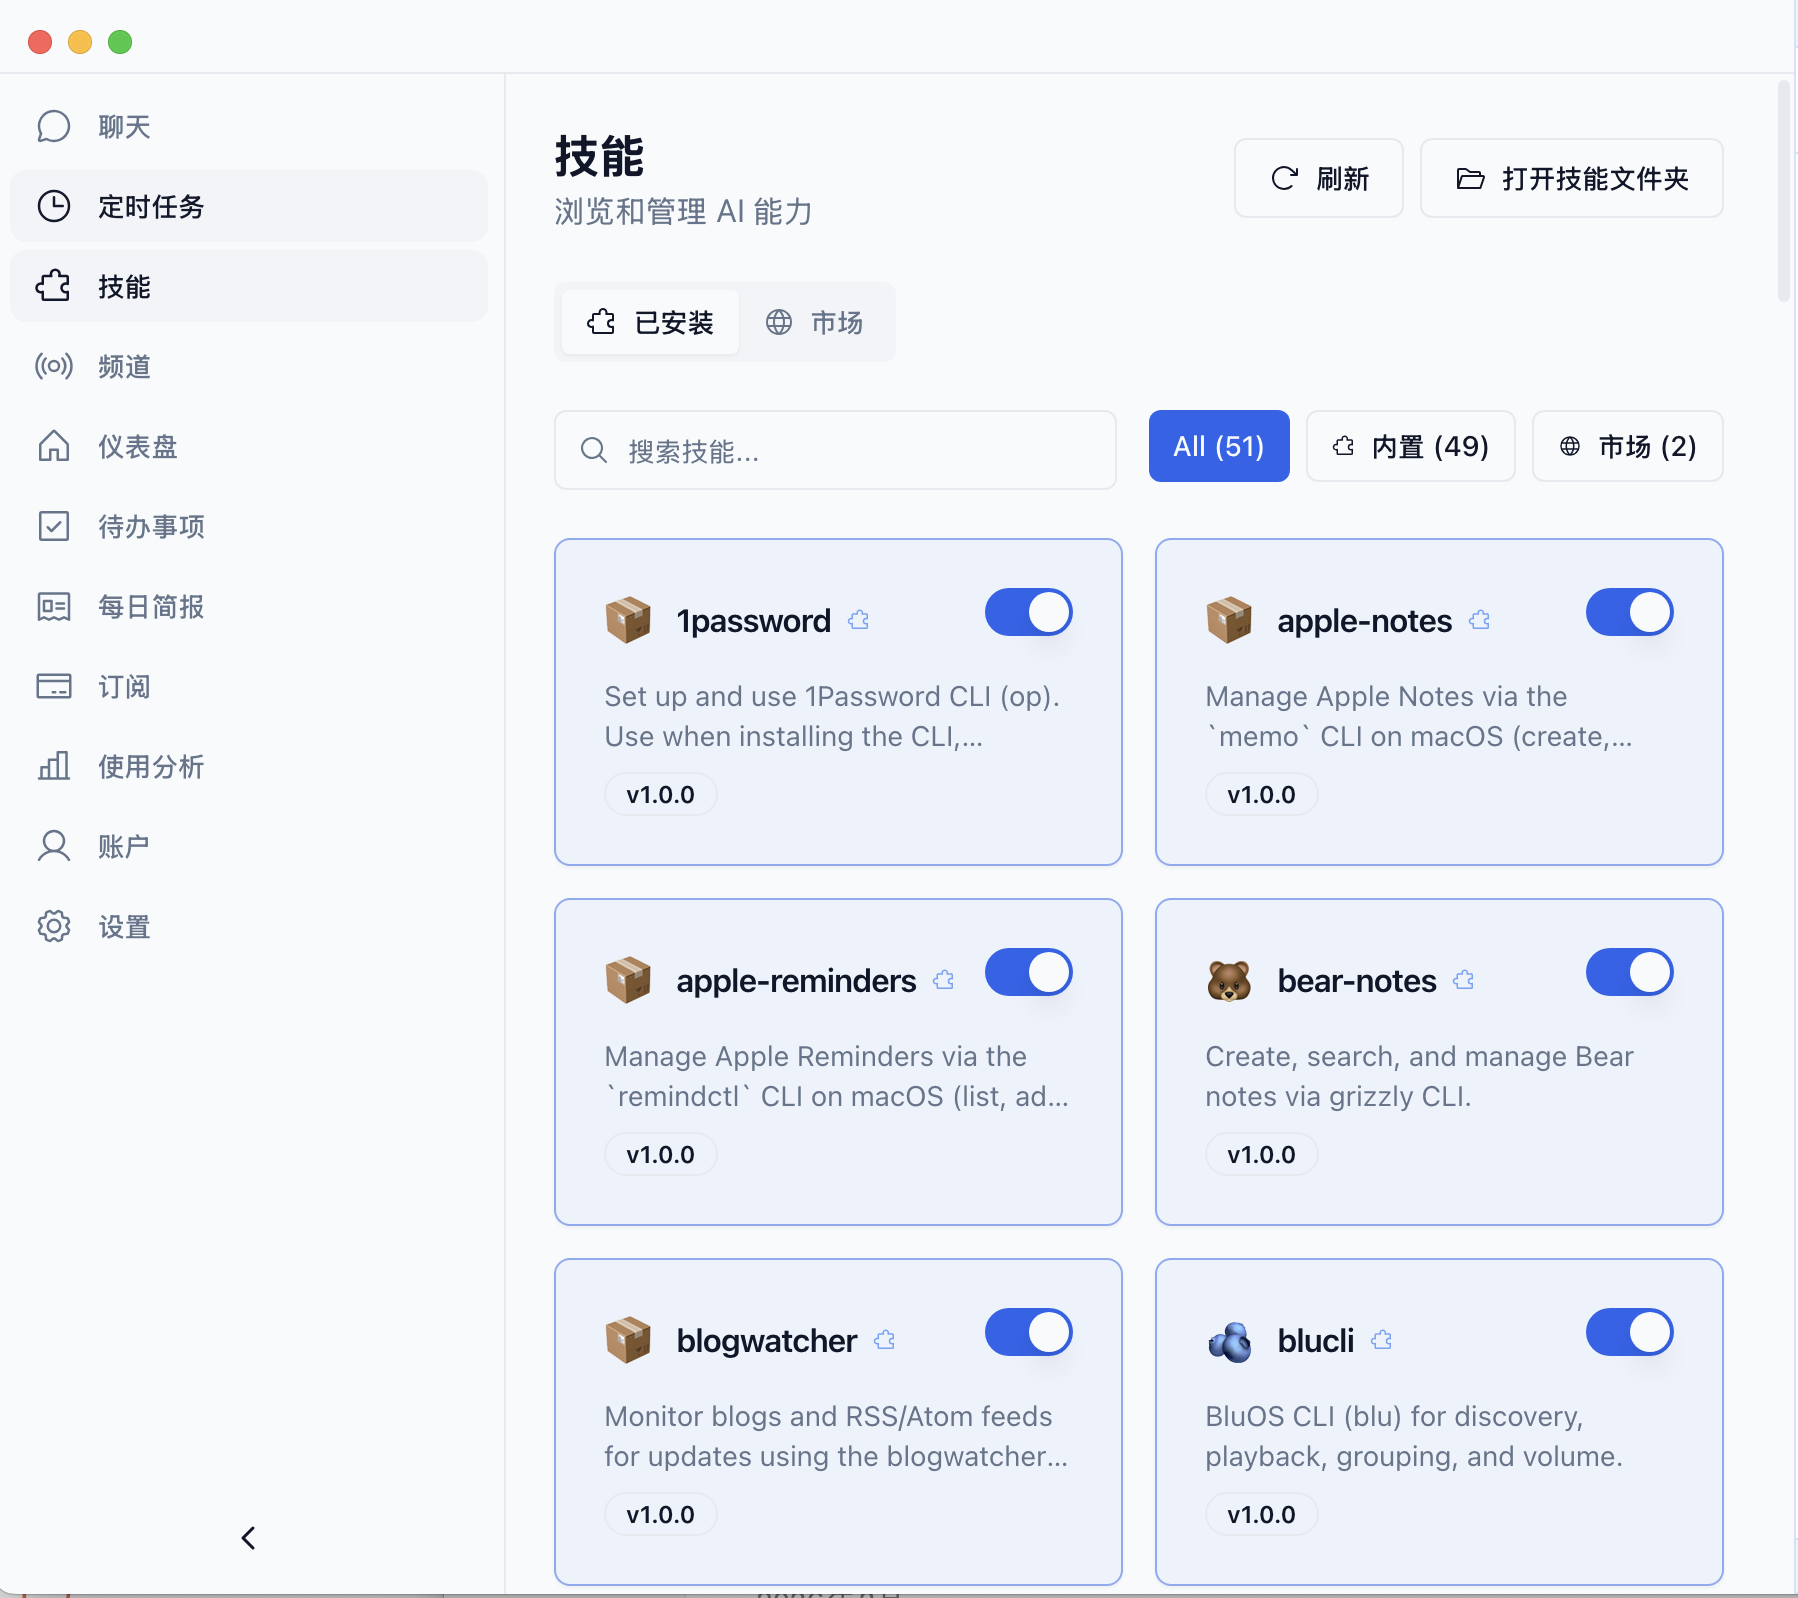 聊天
定时任务
技能
频道
仪表盘
待办事项
每日简报
订阅
使用分析
账户
设置
技能
浏览和管理 AI 能力
刷新
打开技能文件夹
已安装
市场
搜索技能...
All (51)
内置 (49)
市场 (2)
1password
Set up and use 1Password CLI (op).
Use when installing the CLI,...
v1.0.0
apple-notes
Manage Apple Notes via the
`memo` CLI on macOS (create,...
v1.0.0
apple-reminders
Manage Apple Reminders via the
`remindctl` CLI on macOS (list, ad...
v1.0.0
bear-notes
Create, search, and manage Bear
notes via grizzly CLI.
v1.0.0
blogwatcher
Monitor blogs and RSS/Atom feeds
for updates using the blogwatcher...
v1.0.0
blucli
BluOS CLI (blu) for discovery,
playback, grouping, and volume.
v1.0.0